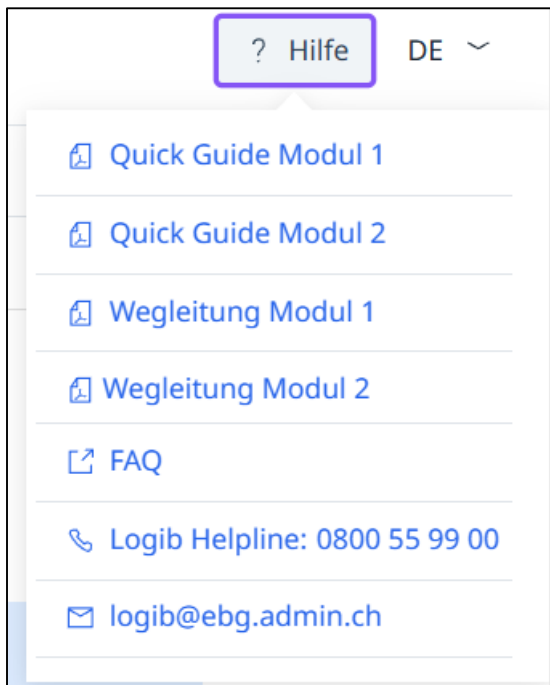 ? Hilfe DE
Quick Guide Modul 1
Quick Guide Modul 2
Wegleitung Modul 1
Wegleitung Modul 2
FAQ
Logib Helpline: 0800 55 99 00
logib@ebg.admin.ch